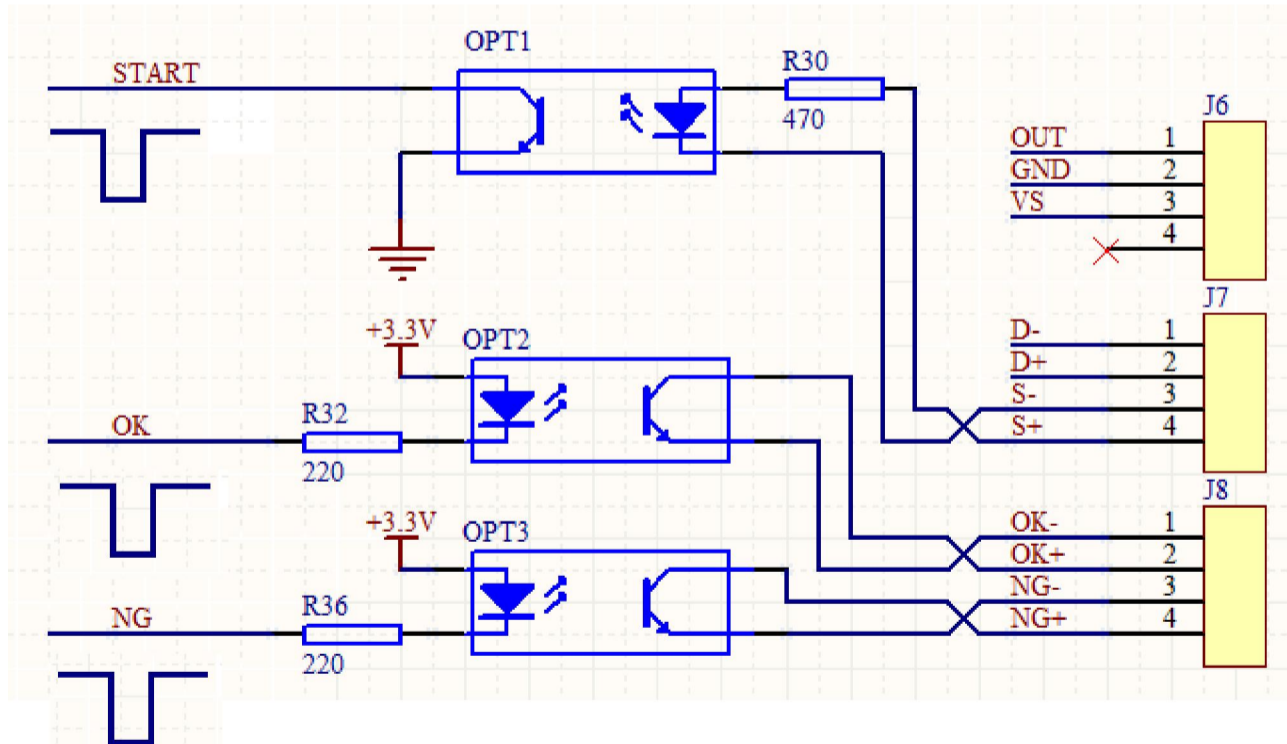 OPT1
START
R30
470
J6
OUT 1
GND 2
VS 3
4
J7
+3.3V
OPT2
D- 1
D+ 2
S- 3
S+ 4
R32
OK
220
J8
+3.3V
OPT3
OK- 1
OK+ 2
NG- 3
NG+ 4
R36
NG
220